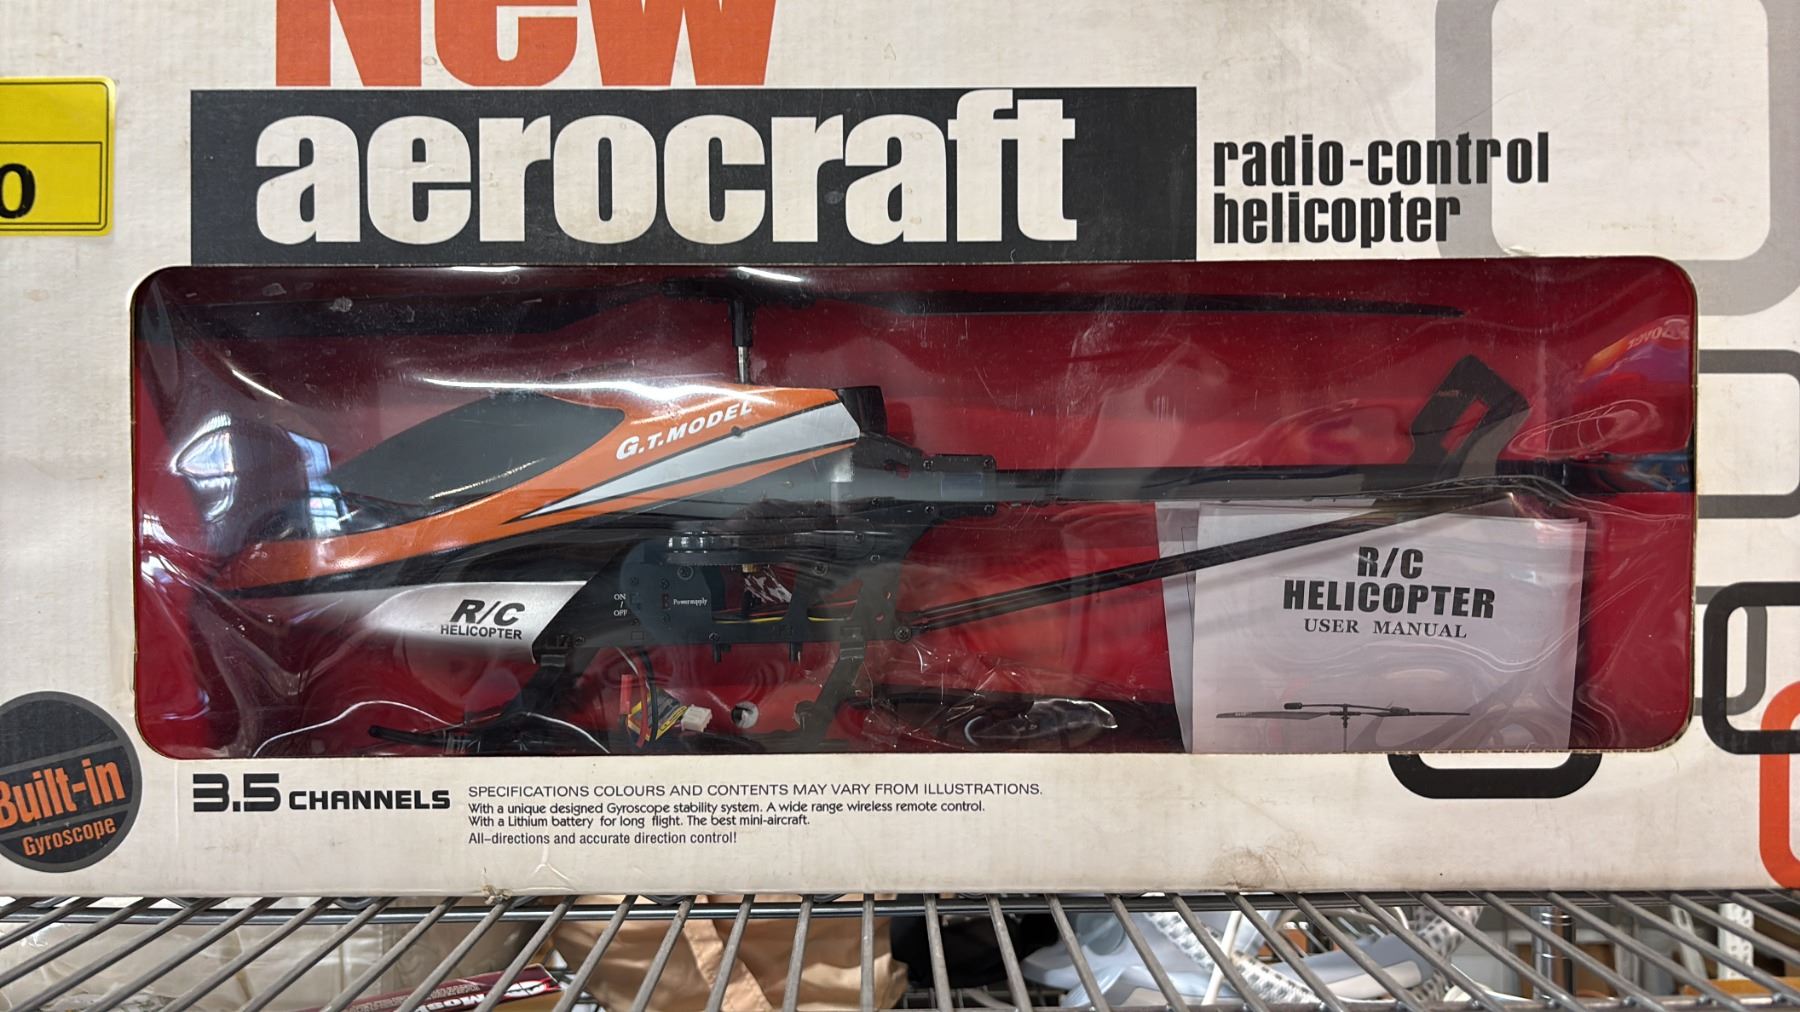 New
aerocraft
radio-control
helicopter
0
G.T.MODEL
R/C
HELICOPTER
ON
/
OFF
Powersupply
R/C
HELICOPTER
USER MANUAL
Built-in
Gyroscope
3.5 CHANNELS
SPECIFICATIONS COLOURS AND CONTENTS MAY VARY FROM ILLUSTRATIONS.
With a unique designed Gyroscope stability system. A wide range wireless remote control.
With a Lithium battery for long flight. The best mini-aircraft.
All-directions and accurate direction control!